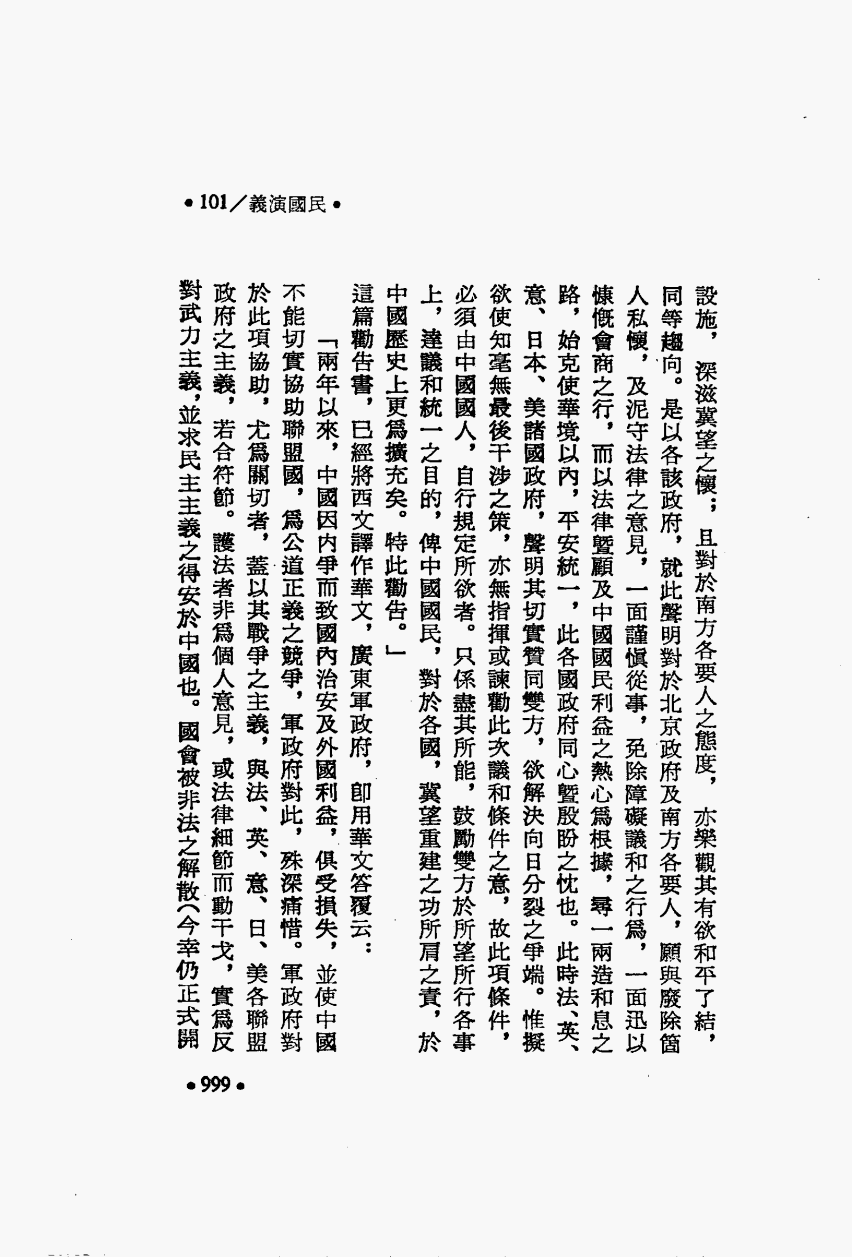 •101／義演國民•
設施，深滋冀望之懷；且對於南方各要人之態度，亦樂觀其有欲和平了結，
同等趨向。是以各該政府，就此聲明對於北京政府及南方各要人，願與廢除箇
人私懷，及泥守法律之意見，一面謹愼從事，免除障礙議和之行爲，一面迅以
慷慨會商之行，而以法律暨顧及中國國民利益之熱心爲根據，尋一兩造和息之
路，始克使華境以內，平安統一，此各國政府同心暨殷盼之忱也。此時法、英、
意、日本、美諸國政府，聲明其切實贊同雙方，欲解決向日分裂之爭端。惟擬
欲使知毫無最後干涉之策，亦無指揮或諫勸此次議和條件之意，故此項條件，
必須由中國國人，自行規定所欲者。只係盡其所能，鼓勵雙方於所望所行各事
上，達議和統一之目的，俾中國國民，對於各國，冀望重建之功所肩之責，於
中國歷史上更爲擴充矣。特此勸告。」
這篇勸告書，已經將西文譯作華文，廣東軍政府，卽用華文答覆云：
「兩年以來，中國因內爭而致國內治安及外國利益，俱受損失，並使中國
不能切實協助聯盟國，爲公道正義之競爭，軍政府對此，殊深痛惜。軍政府對
於此項協助，尤爲關切者，蓋以其戰爭之主義，與法、英、意、日、美各聯盟
政府之主義，若合符節。護法者非爲個人意見，或法律細節而動干戈，實爲反
對武力主義，並求民主主義之得安於中國也。國會被非法之解散（今幸仍正式開
•999•